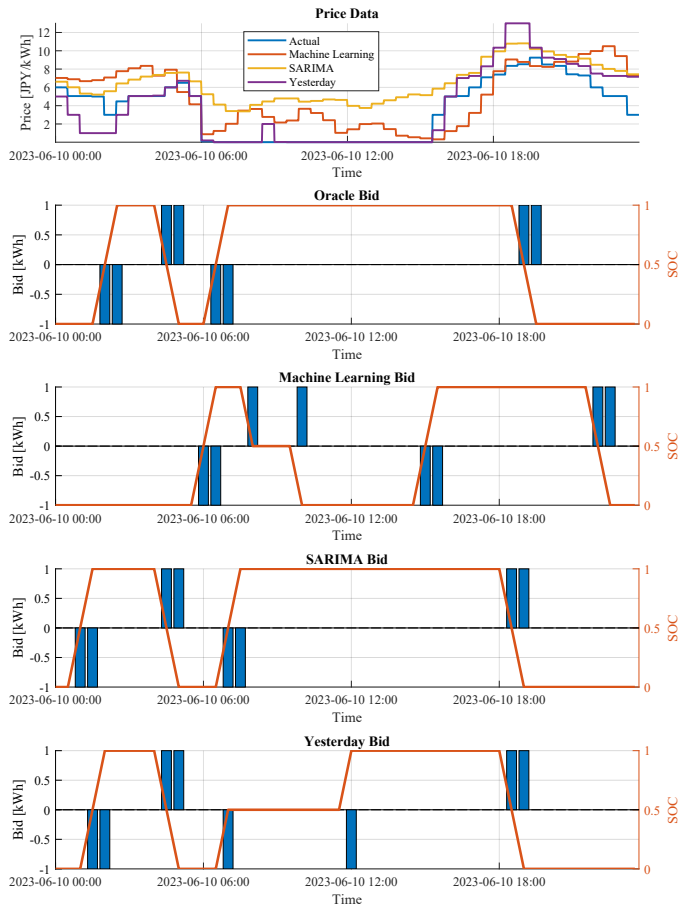 Price Data
Price [JPY/kWh]
12
10
8
6
4
2
Actual
Machine Learning
SARIMA
Yesterday
2023-06-10 00:00 2023-06-10 06:00 2023-06-10 12:00 2023-06-10 18:00
Time
Oracle Bid
Bid [kWh]
1
0.5
0
-0.5
-1
1
0.5
0
SOC
2023-06-10 00:00 2023-06-10 06:00 2023-06-10 12:00 2023-06-10 18:00
Time
Machine Learning Bid
Bid [kWh]
1
0.5
0
-0.5
-1
1
0.5
0
SOC
2023-06-10 00:00 2023-06-10 06:00 2023-06-10 12:00 2023-06-10 18:00
Time
SARIMA Bid
Bid [kWh]
1
0.5
0
-0.5
-1
1
0.5
0
SOC
2023-06-10 00:00 2023-06-10 06:00 2023-06-10 12:00 2023-06-10 18:00
Time
Yesterday Bid
Bid [kWh]
1
0.5
0
-0.5
-1
1
0.5
0
SOC
2023-06-10 00:00 2023-06-10 06:00 2023-06-10 12:00 2023-06-10 18:00
Time